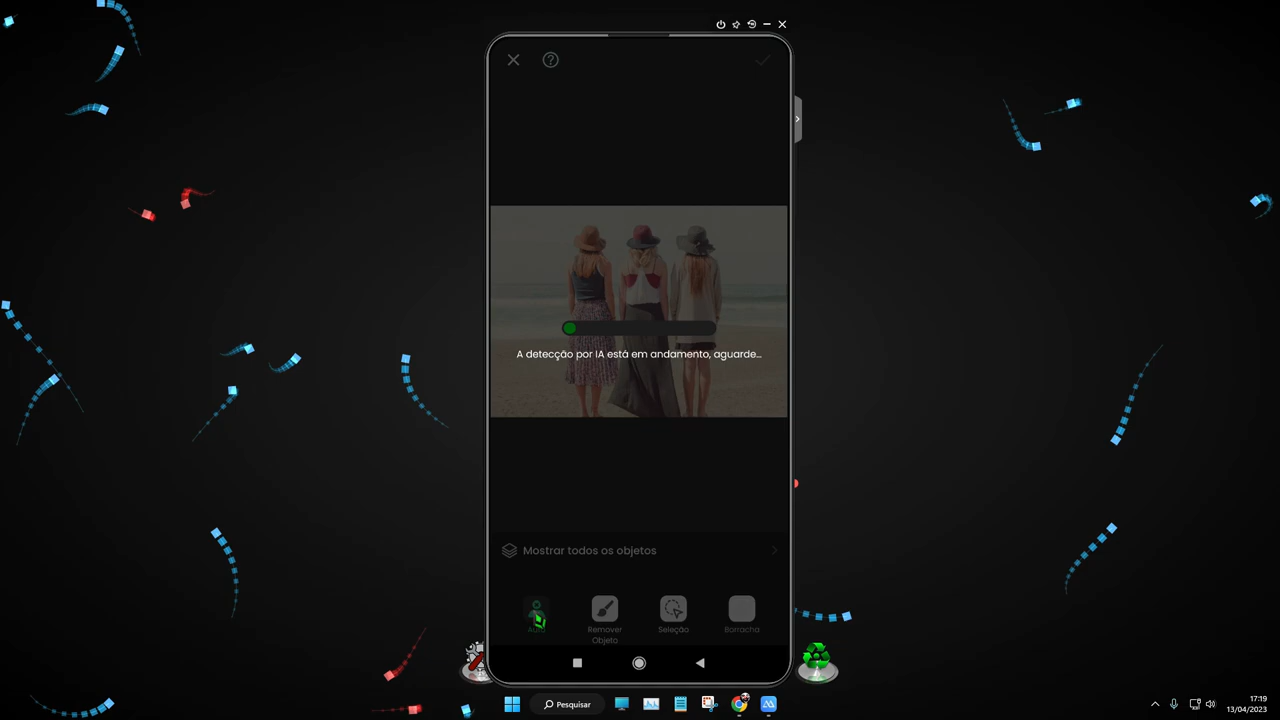 A detecção por IA está em andamento, aguarde...
Mostrar todos os objetos
Auto
Remover
Objeto
Seleção
Borracha
Pesquisar
17:19
13/04/2023